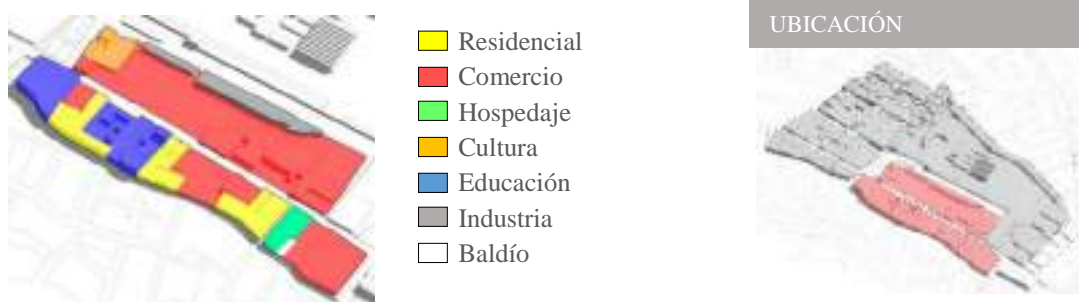 Residencial
Comercio
Hospedaje
Cultura
Educación
Industria
Baldío
UBICACIÓN